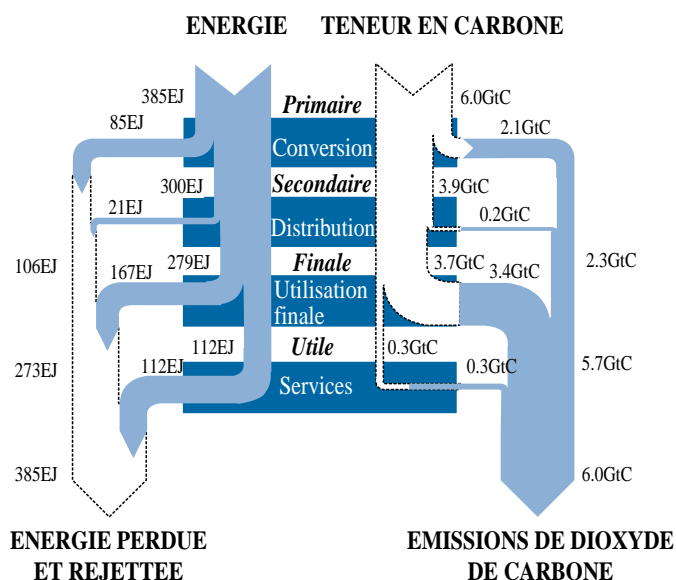 ENERGIE
TENEUR EN CARBONE
385EJ
Primaire
6.0GtC
85EJ
2.1GtC
Conversion
300EJ
Secondaire
3.9GtC
21EJ
0.2GtC
Distribution
106EJ
167EJ
279EJ
Finale
3.7GtC
3.4GtC
2.3GtC
Utilisation
finale
112EJ
Utile
0.3GtC
273EJ
112EJ
Services
0.3GtC
5.7GtC
385EJ
6.0GtC
ENERGIE PERDUE
ET REJETTEE
EMISSIONS DE DIOXYDE
DE CARBONE